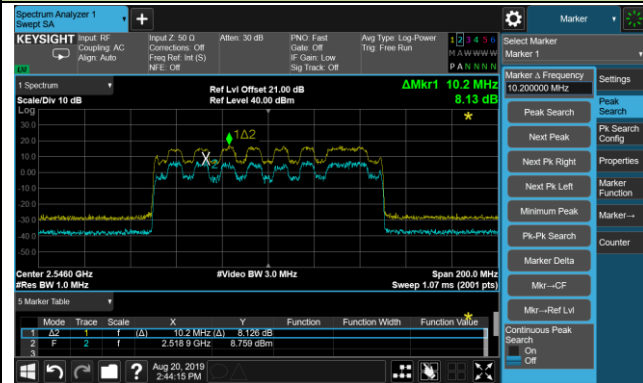 Spectrum Analyzer 1
Swept SA
Marker
KEYSIGHT
Input: RF
Coupling: AC
Align: Auto
Input Z: 50 Ω
Corrections: Off
Freq Ref: Int (S)
NFE: Off
Atten: 30 dB
PNO: Fast
Gate: Off
IF Gain: Low
Sig Track: Off
Avg Type: Log-Power
Trig: Free Run
1 2 3 4 5 6
M A W W W W
P A N N N N
Select Marker
Marker 1
1 Spectrum
Scale/Div 10 dB
Log
Ref Lvl Offset 21.00 dB
Ref Level 40.00 dBm
ΔMkr1 10.2 MHz
8.13 dB
30.0
20.0
10.0
0.00
-10.0
-20.0
-30.0
-40.0
-50.0
1Δ2
X2
Center 2.5460 GHz
#Res BW 1.0 MHz
#Video BW 3.0 MHz
Span 200.0 MHz
Sweep 1.07 ms (2001 pts)
5 Marker Table
Mode Trace Scale X Y Function Function Width Function Value
1 Δ2 1 f (Δ) 10.2 MHz (Δ) 8.126 dB
2 F 2 f 2.518 9 GHz 8.759 dBm
3
Marker Δ Frequency
10.200000 MHz
Peak Search
Next Peak
Next Pk Right
Next Pk Left
Minimum Peak
Pk-Pk Search
Marker Delta
Mkr→CF
Mkr→Ref Lvl
Continuous Peak
Search
On
Off
Settings
Peak
Search
Pk Search
Config
Properties
Marker
Function
Marker→
Counter
Aug 20, 2019
2:44:15 PM